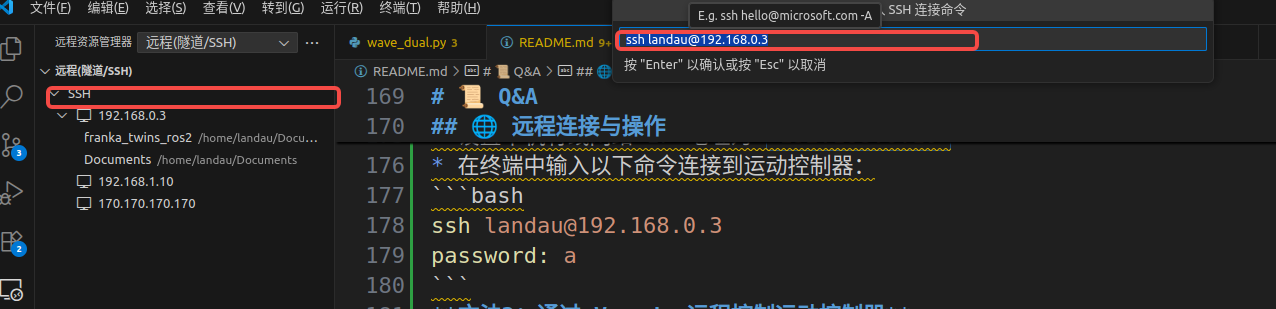 文件(F) 编辑(E) 选择(S) 查看(V) 转到(G) 运行(R) 终端(T) 帮助(H)
E.g. ssh hello@microsoft.com -A
SSH 连接命令
ssh landau@192.168.0.3
按 "Enter" 以确认或按 "Esc" 以取消
远程资源管理器 远程(隧道/SSH) ...
远程(隧道/SSH)
SSH
192.168.0.3
franka_twins_ros2 /home/landau/Docu...
Documents /home/landau/Documents
192.168.1.10
170.170.170.170
3
2
wave_dual.py 3
README.md 9+
README.md > # 📜 Q&A > ## 🌐
169 # 📜 Q&A
170 ## 🌐 远程连接与操作
176 * 在终端中输入以下命令连接到运动控制器：
177 ```bash
178 ssh landau@192.168.0.3
179 password: a
180 ```